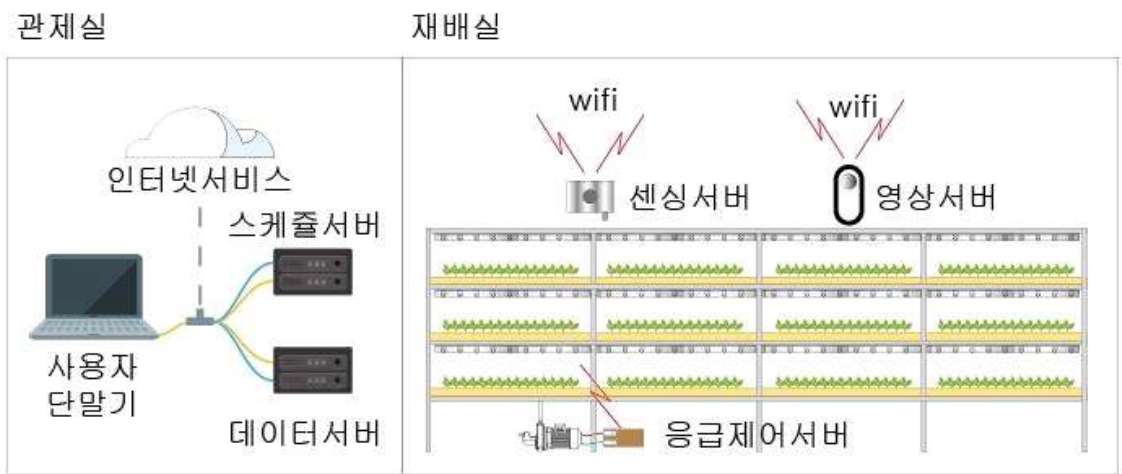 관제실
재배실
인터넷서비스
스케쥴서버
사용자
단말기
데이터서버
wifi
wifi
센싱서버
영상서버
응급제어서버